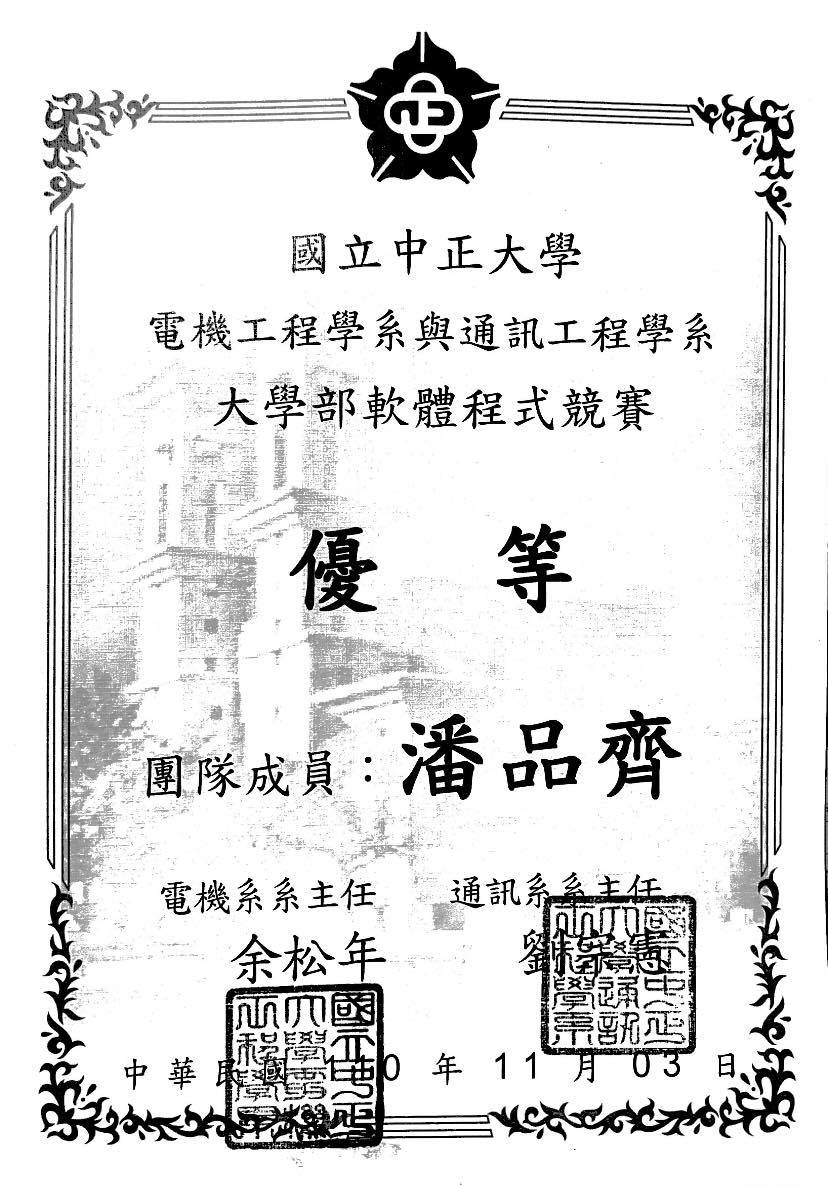 國立中正大學
電機工程學系與通訊工程學系
大學部軟體程式競賽
優等
團隊成員：潘品齊
電機系系主任 通訊系系主任
余松年 劉宗憲
中華民國 110 年 11 月 03 日
國立中正大學電機工程學系
國立中正大學通訊工程學系